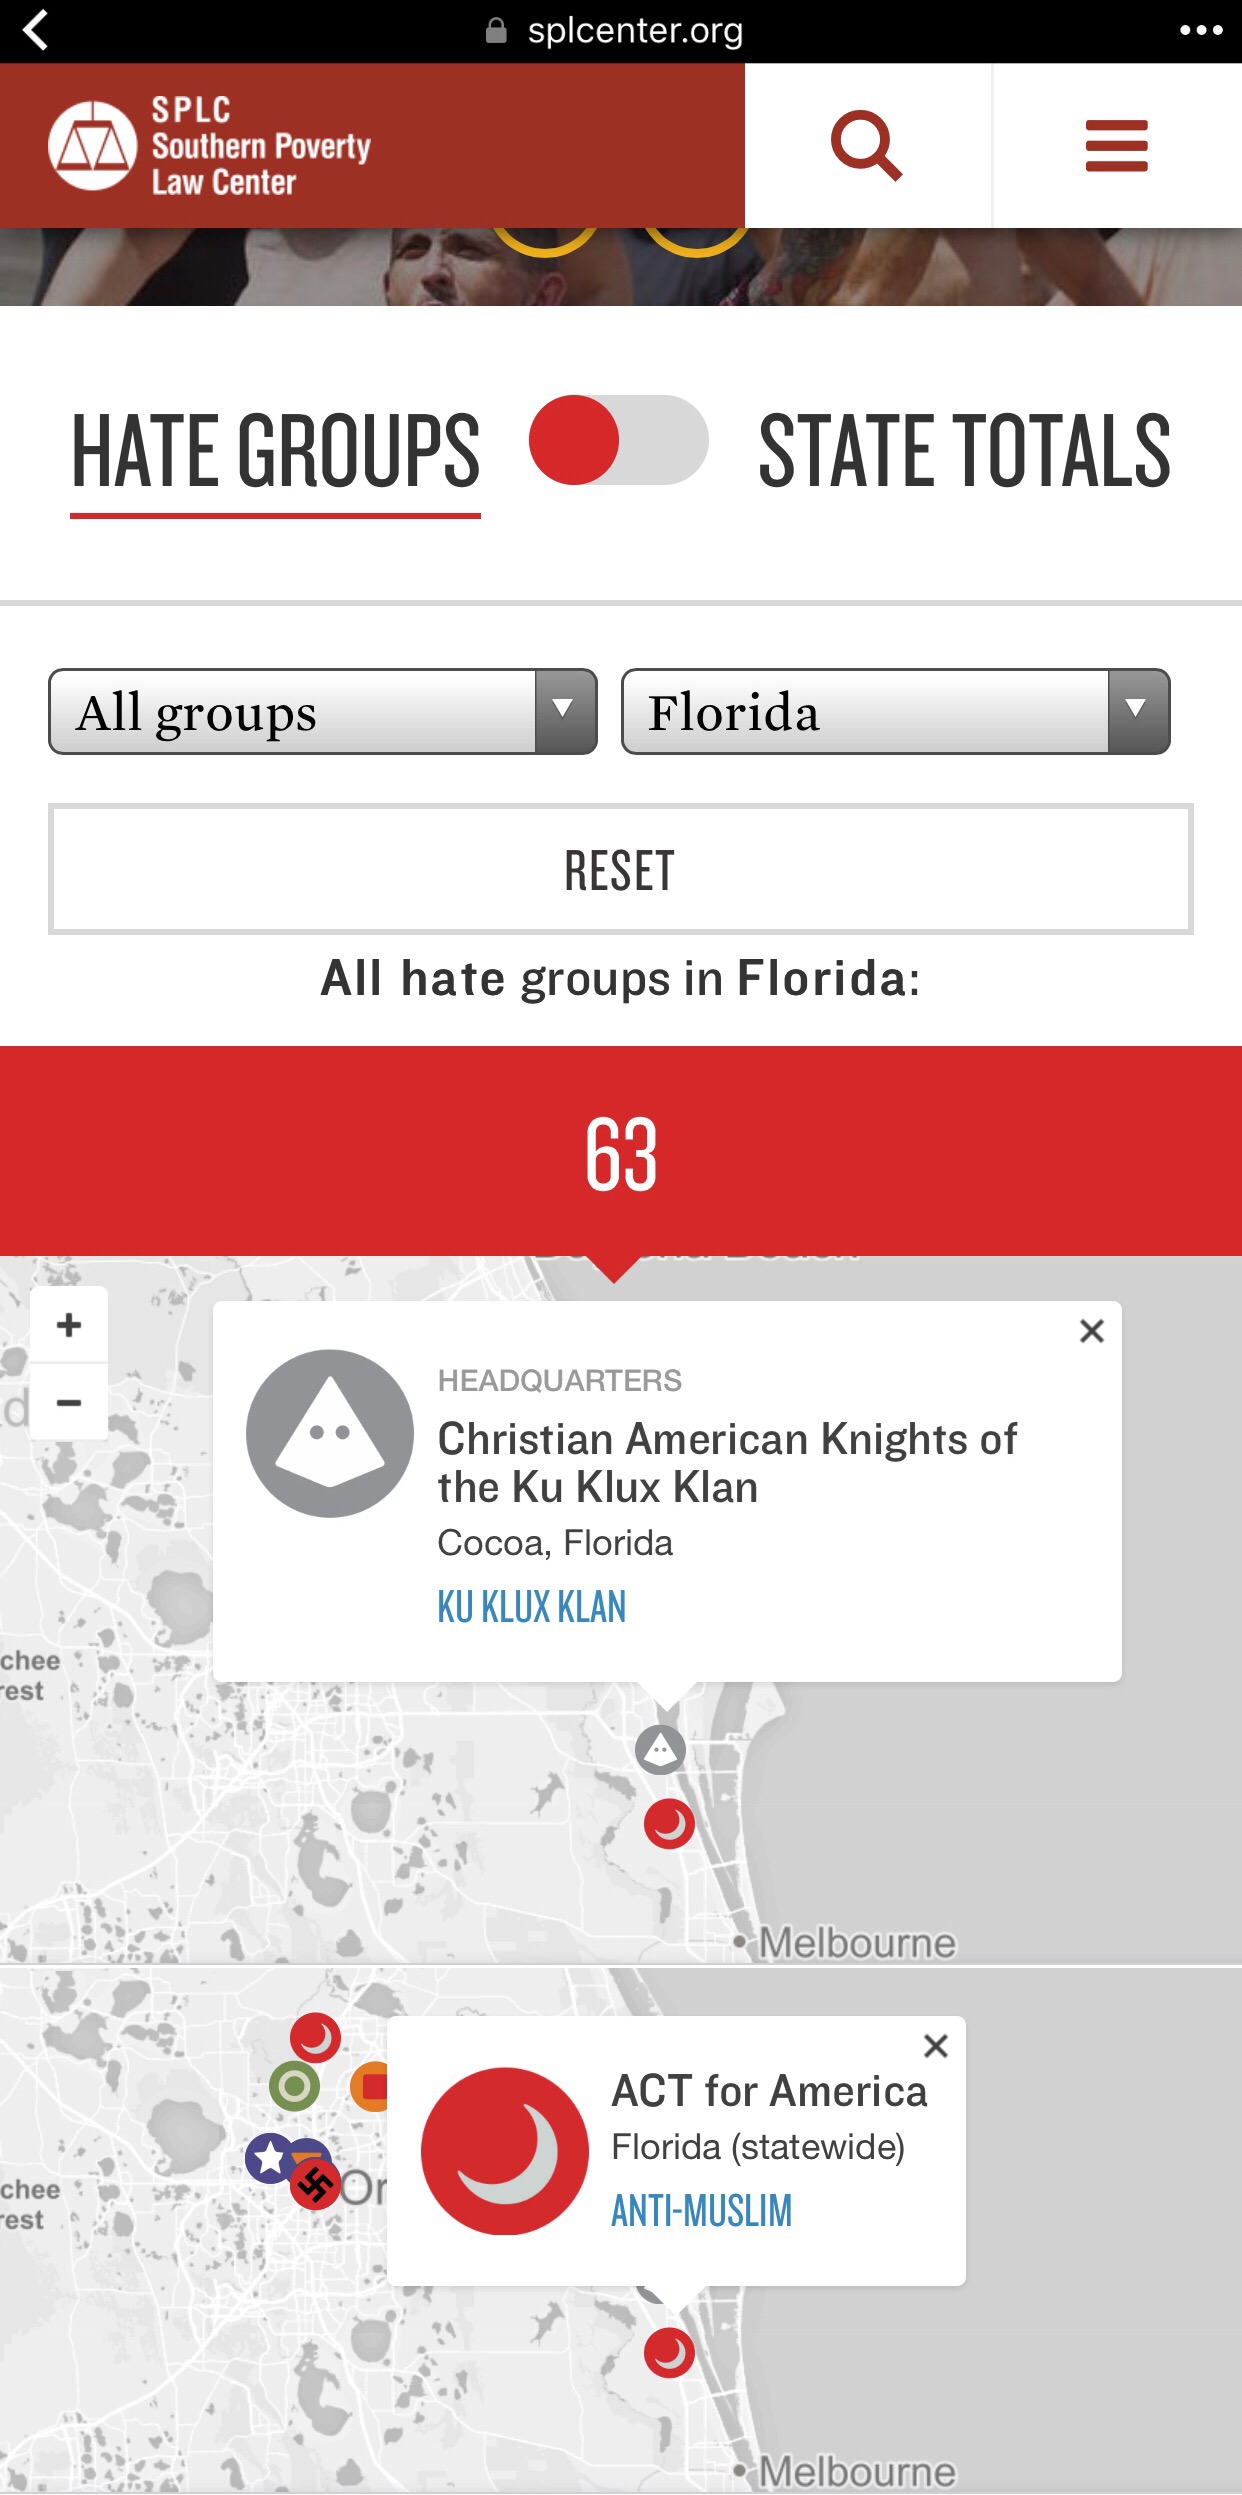 splcenter.org
SPLC
Southern Poverty
Law Center
HATE GROUPS
STATE TOTALS
All groups
Florida
RESET
All hate groups in Florida:
63
HEADQUARTERS
Christian American Knights of
the Ku Klux Klan
Cocoa, Florida
KU KLUX KLAN
chee
rest
Melbourne
ACT for America
Florida (statewide)
ANTI-MUSLIM
Or
chee
rest
Melbourne